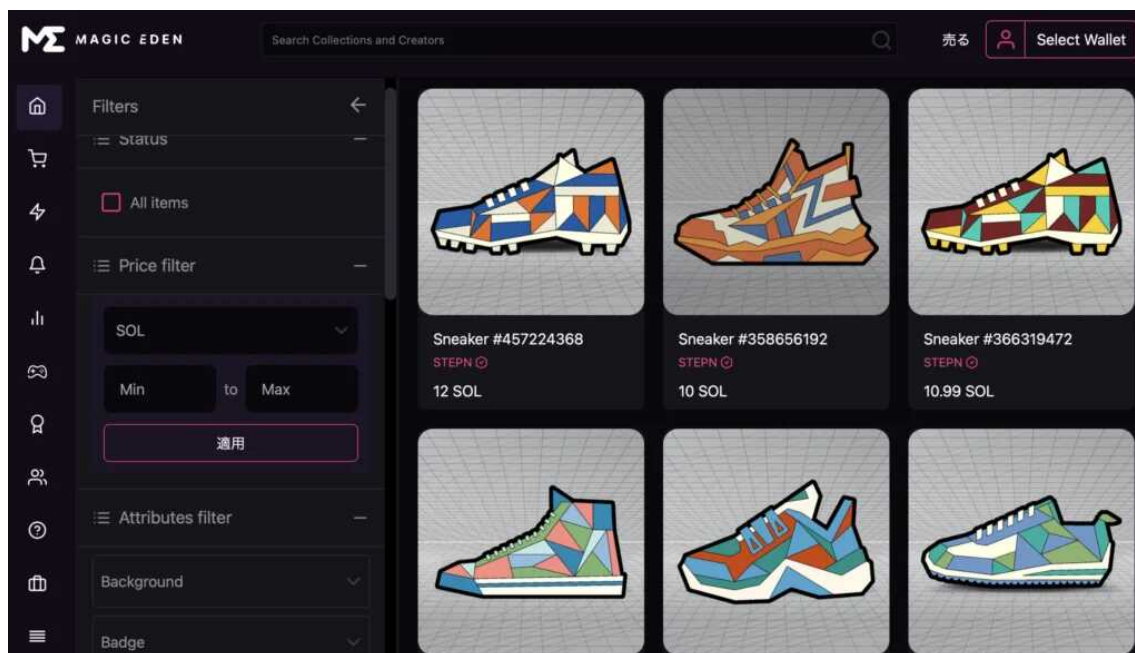 MAGIC EDEN
Search Collections and Creators
売る
Select Wallet
Filters
Status
All items
Price filter
SOL
Min to Max
適用
Attributes filter
Background
Badge
Sneaker #457224368
STEPN
12 SOL
Sneaker #358656192
STEPN
10 SOL
Sneaker #366319472
STEPN
10.99 SOL